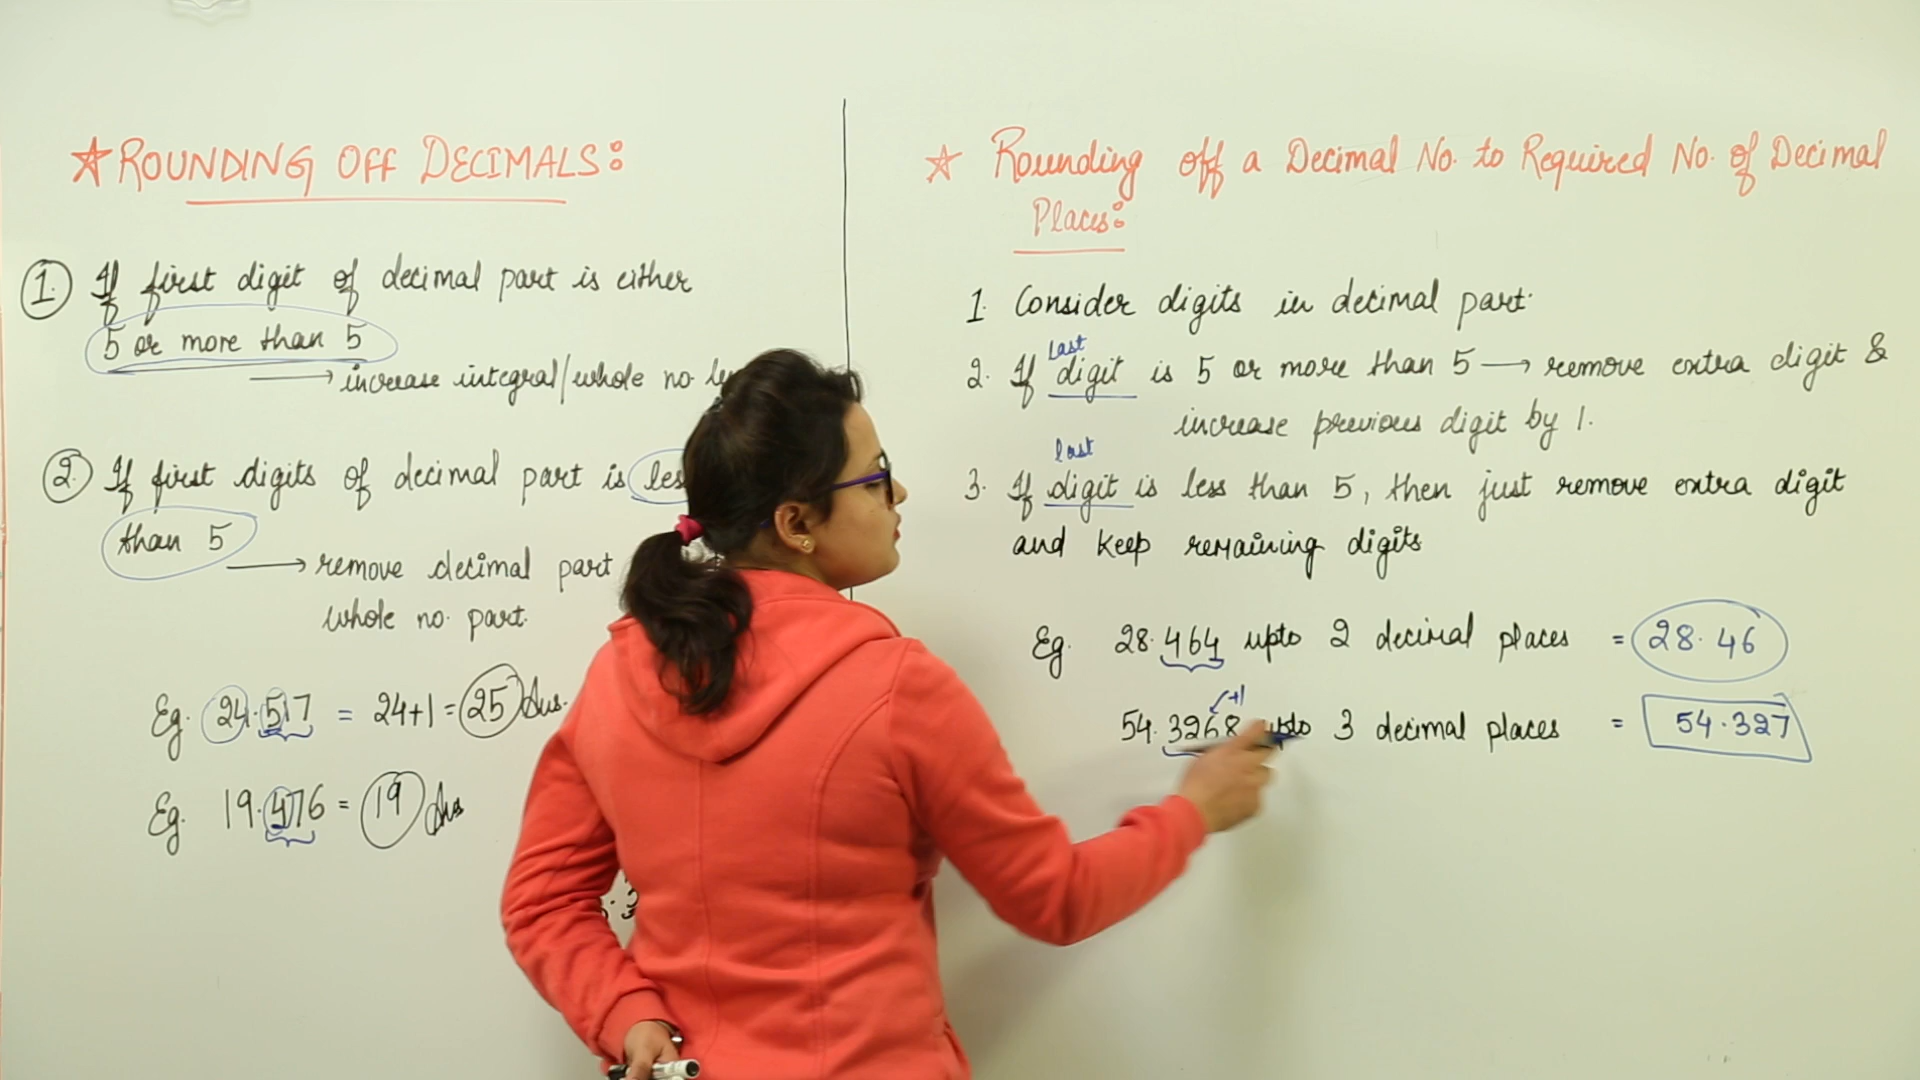 ★ ROUNDING OFF DECIMALS:
1. If first digit of decimal part is either
5 or more than 5
→ increase integral/whole no.
2. If first digits of decimal part is
than 5
→ remove decimal part
whole no. part.
Eg. 24.517 = 24+1 = 25 Ans.
Eg. 19.476 = 19 Ans
★ Rounding off a Decimal No. to Required No. of Decimal
Places:
1. Consider digits in decimal part.
last
2. If digit is 5 or more than 5 → remove extra digit &
increase previous digit by 1.
last
3. If digit is less than 5, then just remove extra digit
and keep remaining digits
Eg. 28.464 upto 2 decimal places = 28.46
+1
54.3268 upto 3 decimal places = 54.327